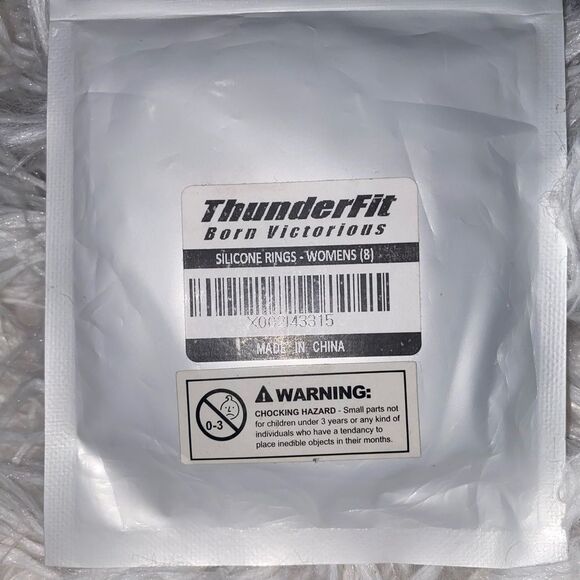 ThunderFit
Born Victorious
SILICONE RINGS - WOMENS (8)
MADE IN CHINA
WARNING:
0-3
CHOCKING HAZARD - Small parts not
for children under 3 years or any kind of
individuals who have a tendancy to
place inedible objects in their months.